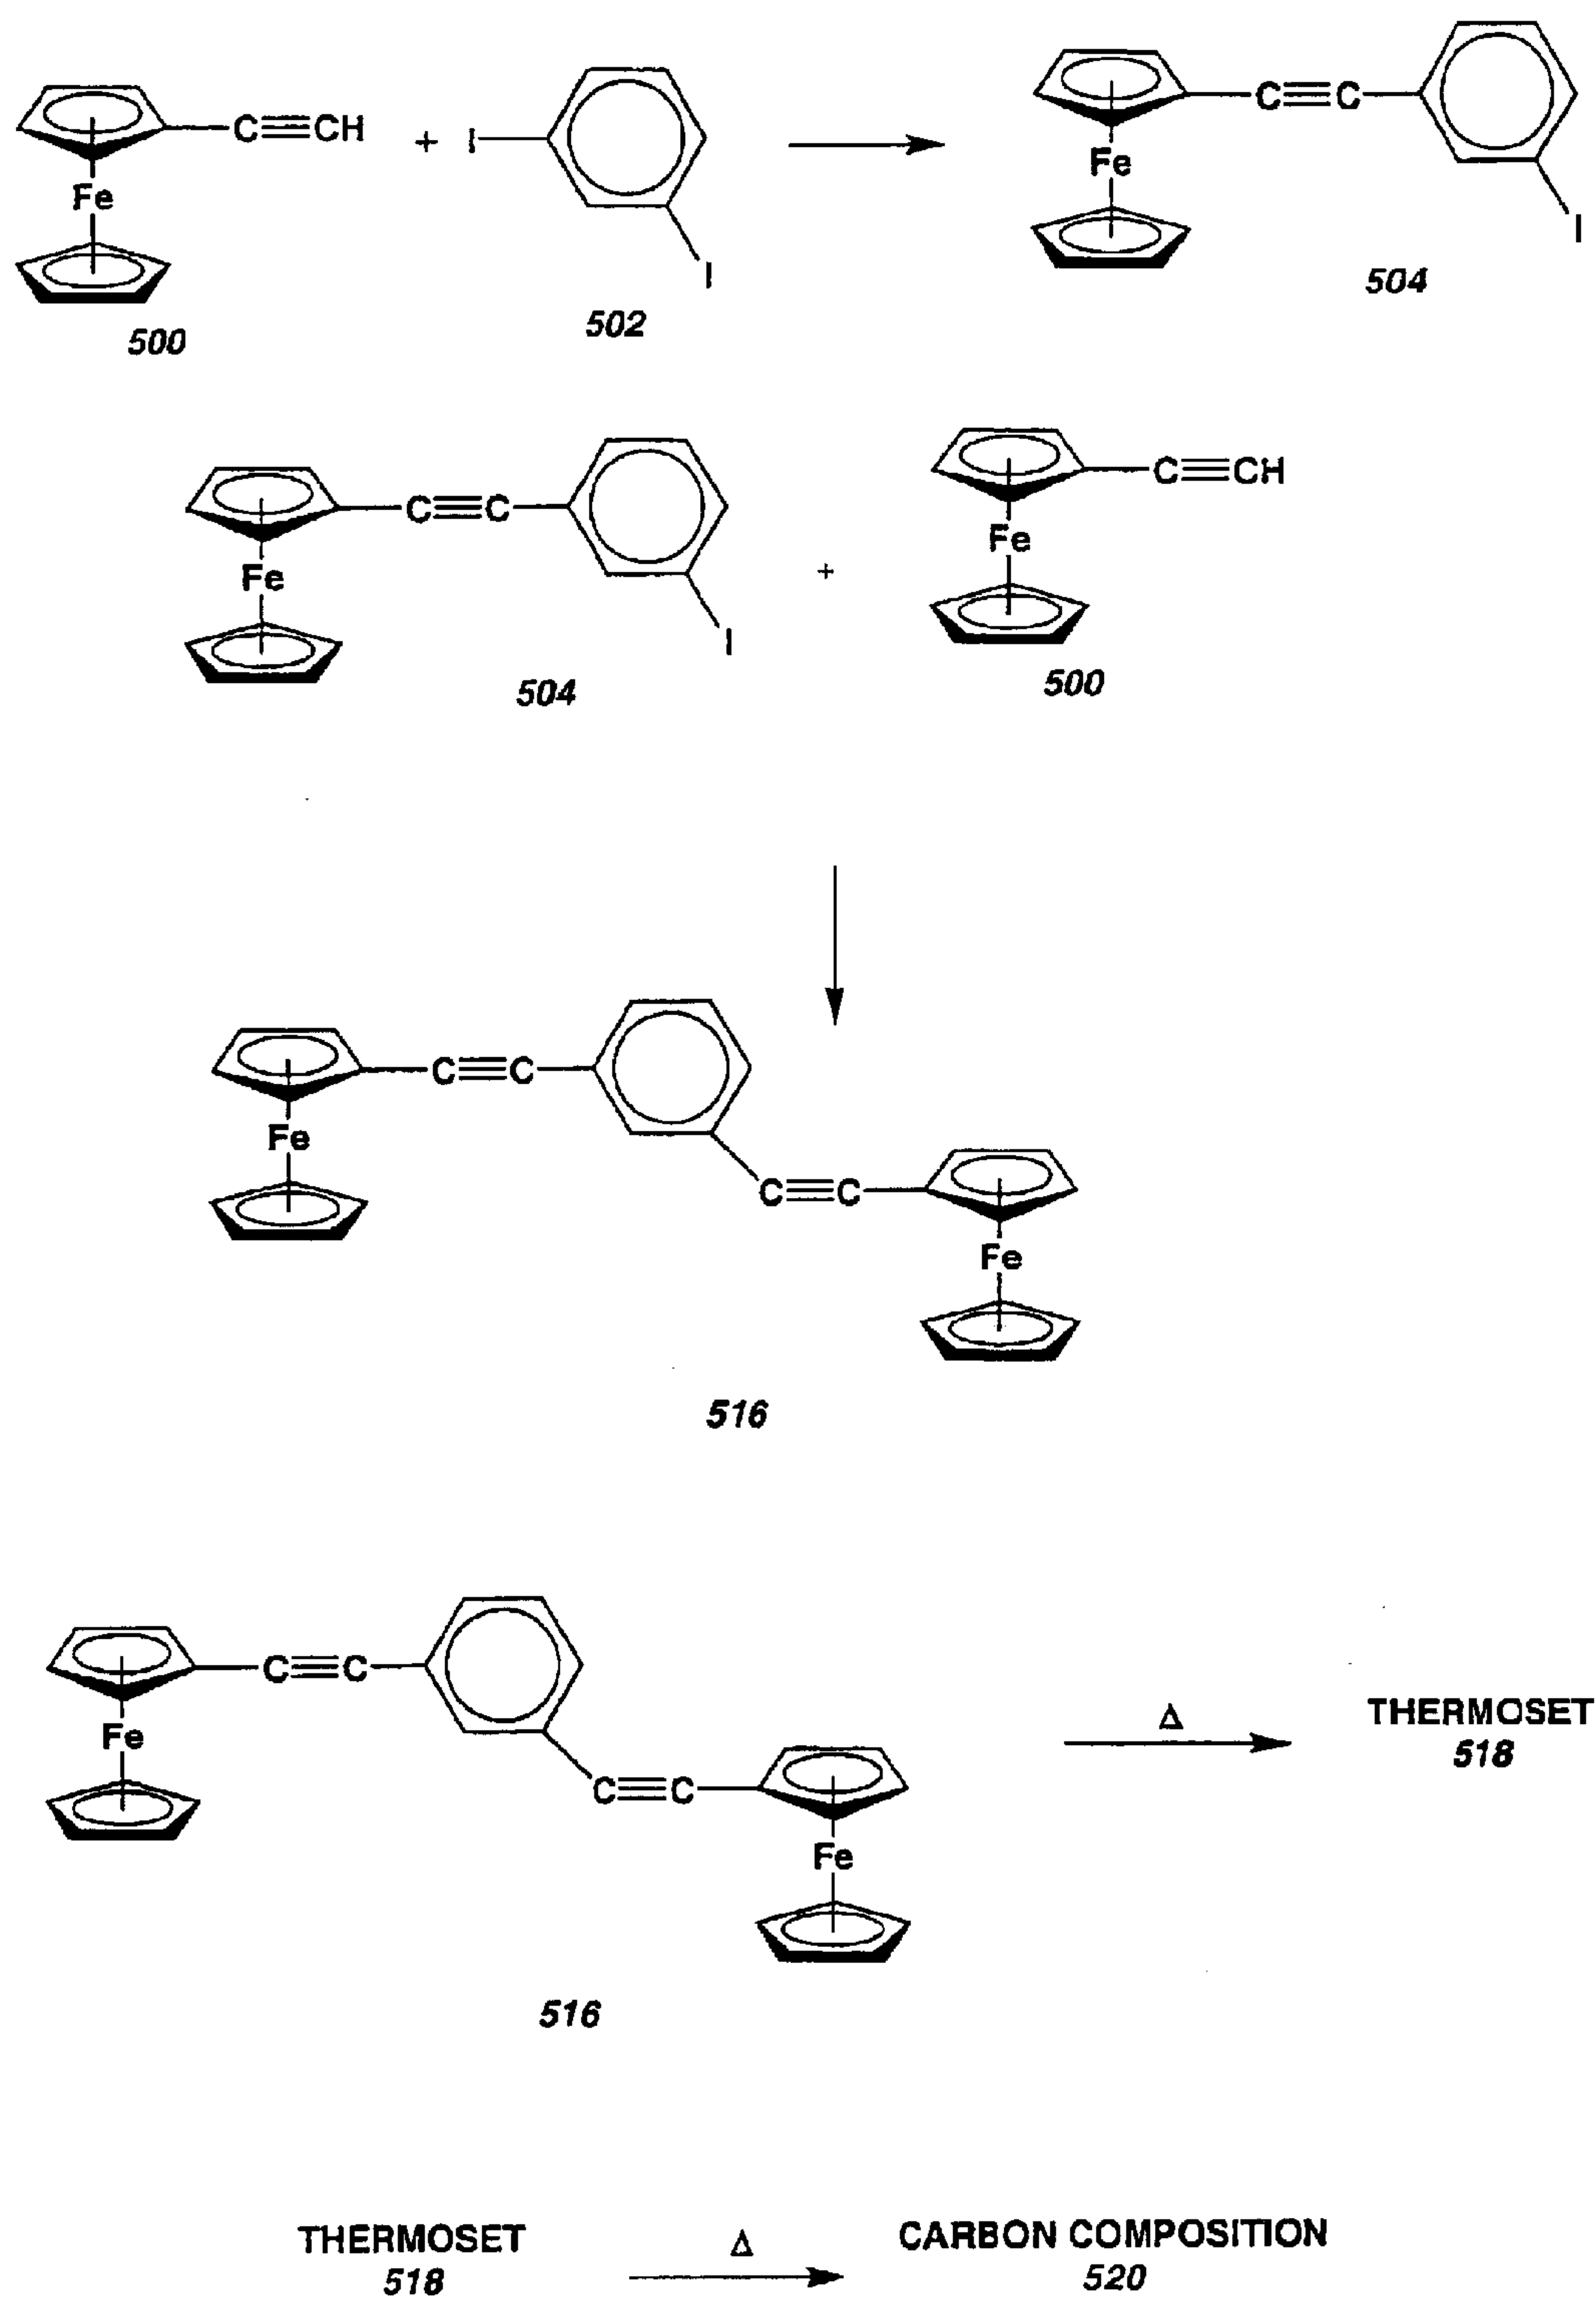 C≡CH + I
Fe
I
500
502
C≡C
Fe
I
504
C≡C
Fe
I
504
+
C≡CH
Fe
500
C≡C
Fe
C≡C
Fe
516
C≡C
Fe
C≡C
Fe
516
Δ
THERMOSET
518
THERMOSET
518
Δ
CARBON COMPOSITION
520